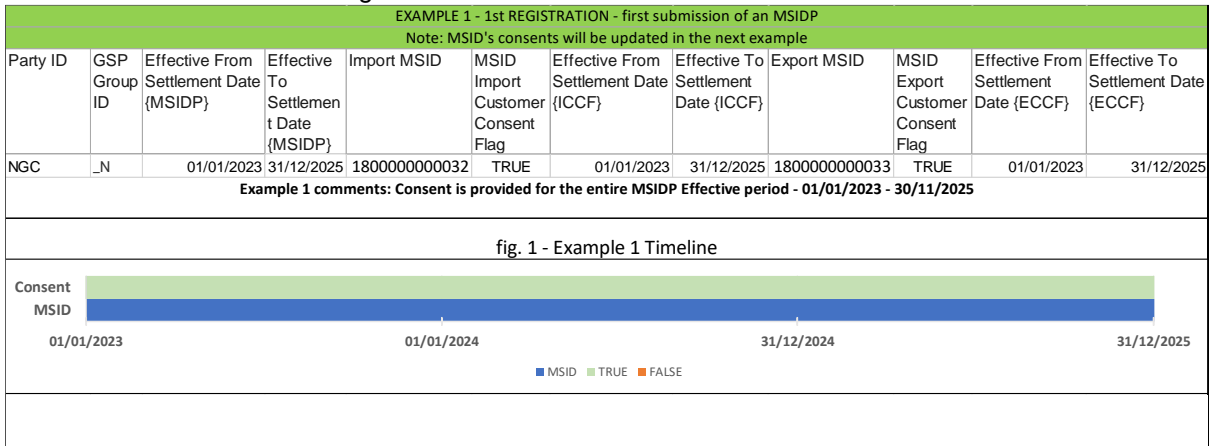 EXAMPLE 1 - 1st REGISTRATION - first submission of an MSIDP
Note: MSID's consents will be updated in the next example
Party ID GSP Effective From Effective Import MSID MSID Effective From Effective To Export MSID MSID Effective From Effective To
Group Settlement Date To Import Settlement Date Settlement Export Settlement Settlement Date
ID {MSIDP} Settlemen Customer {ICCF} Date {ICCF} Customer Date {ECCF} {ECCF}
t Date Consent Consent
{MSIDP} Flag Flag
NGC _N 01/01/2023 31/12/2025 1800000000032 TRUE 01/01/2023 31/12/2025 1800000000033 TRUE 01/01/2023 31/12/2025
Example 1 comments: Consent is provided for the entire MSIDP Effective period - 01/01/2023 - 30/11/2025
fig. 1 - Example 1 Timeline
Consent
MSID
01/01/2023 01/01/2024 31/12/2024 31/12/2025
MSID TRUE FALSE